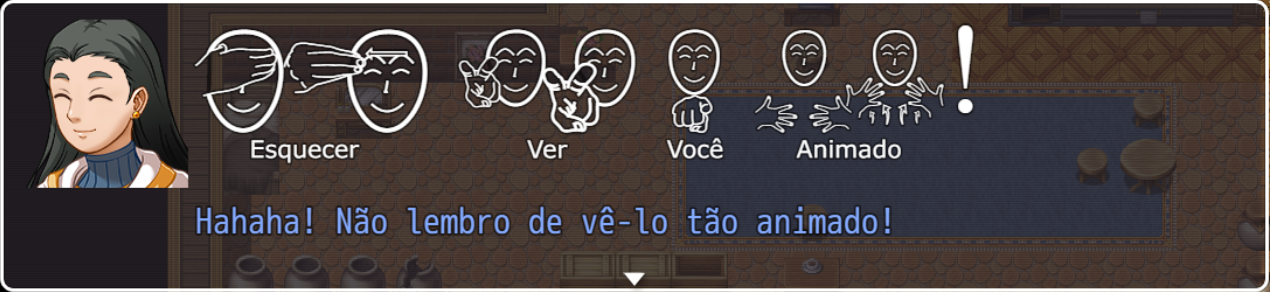 Esquecer Ver Você Animado !
Hahaha! Não lembro de vê-lo tão animado!